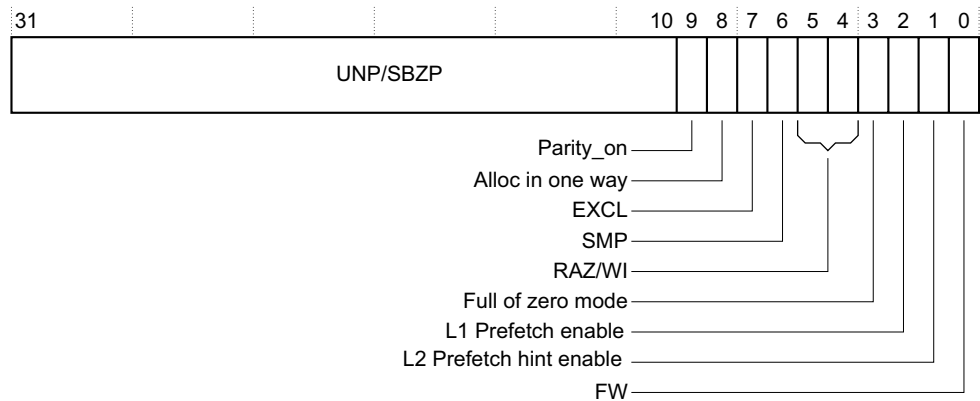 31 10 9 8 7 6 5 4 3 2 1 0
UNP/SBZP
Parity_on
Alloc in one way
EXCL
SMP
RAZ/WI
Full of zero mode
L1 Prefetch enable
L2 Prefetch hint enable
FW